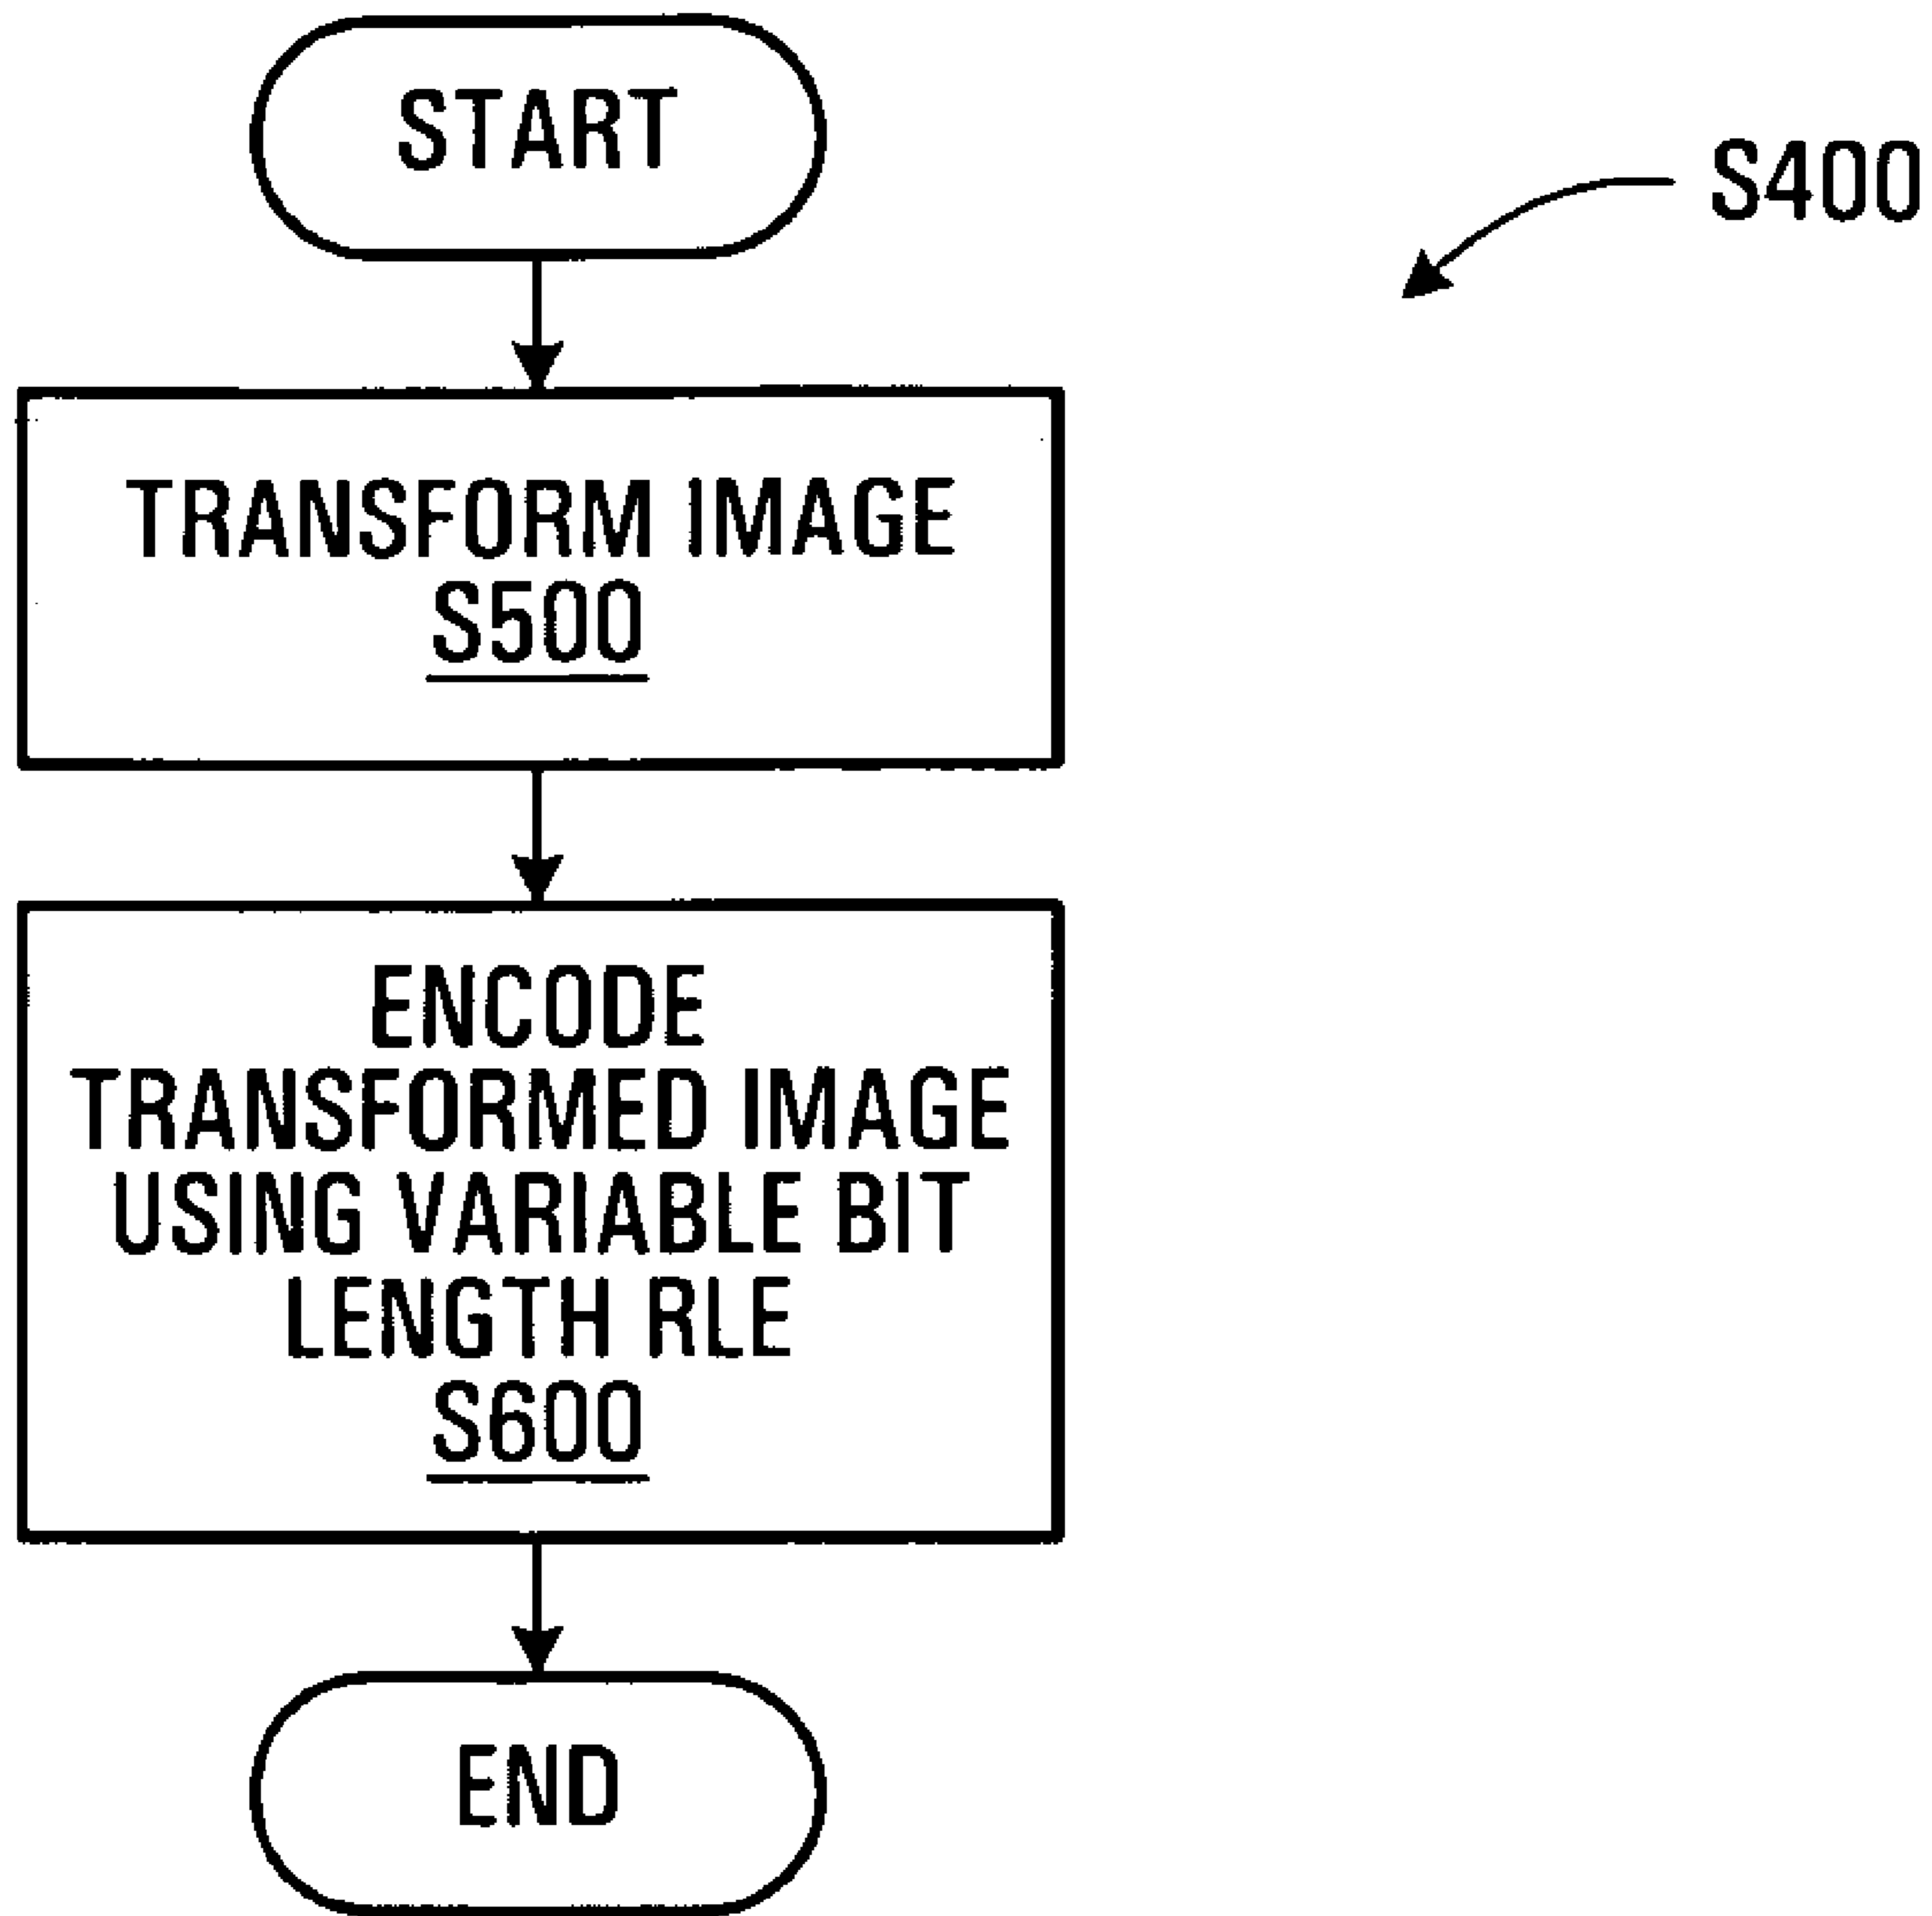 START
S400
TRANSFORM IMAGE
S500
ENCODE
TRANSFORMED IMAGE
USING VARIABLE BIT
LENGTH RLE
S600
END